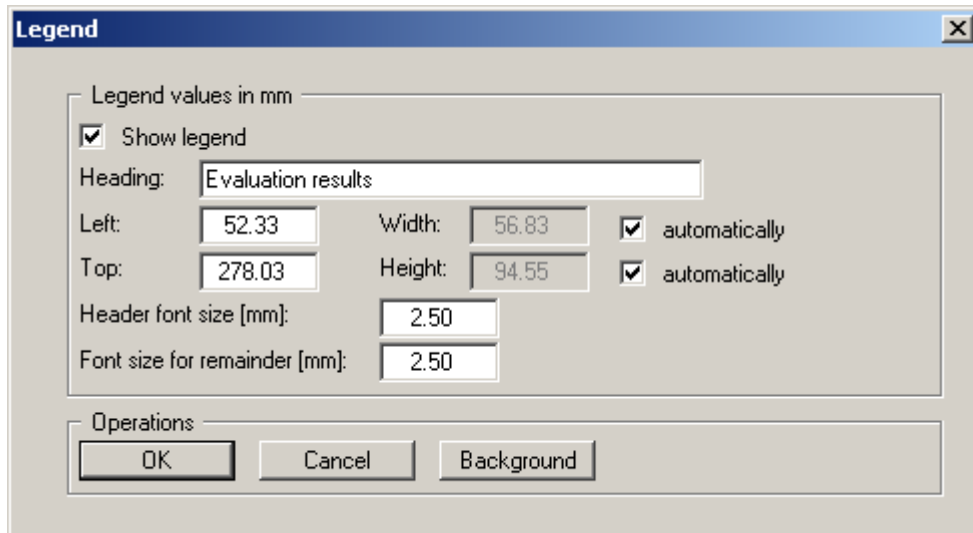 Legend
Legend values in mm
Show legend
Heading: Evaluation results
Left: 52.33 Width: 56.83 automatically
Top: 278.03 Height: 94.55 automatically
Header font size [mm]: 2.50
Font size for remainder [mm]: 2.50
Operations
OK Cancel Background